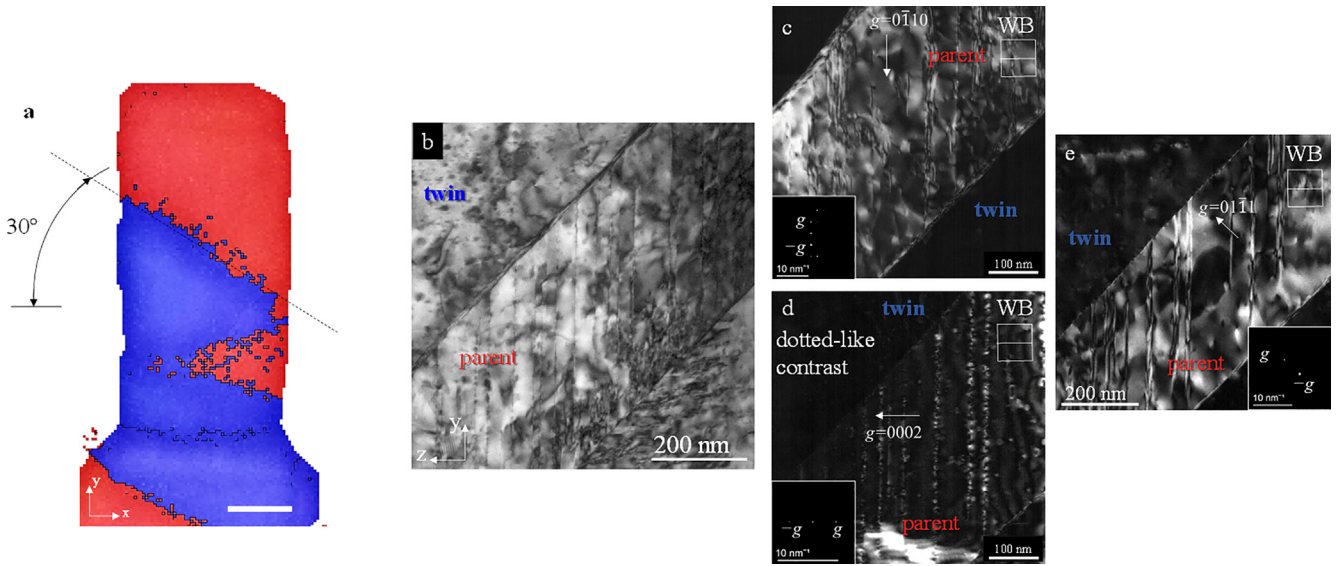 a
30°
y
x
b
twin
parent
y
z
200 nm
c
g=01̅10
WB
parent
g
−g
10 nm⁻¹
twin
100 nm
d
twin
WB
dotted-like
contrast
g=0002
−g
g
10 nm⁻¹
parent
100 nm
e
WB
twin
g=011̅1
parent
200 nm
g
−g
10 nm⁻¹